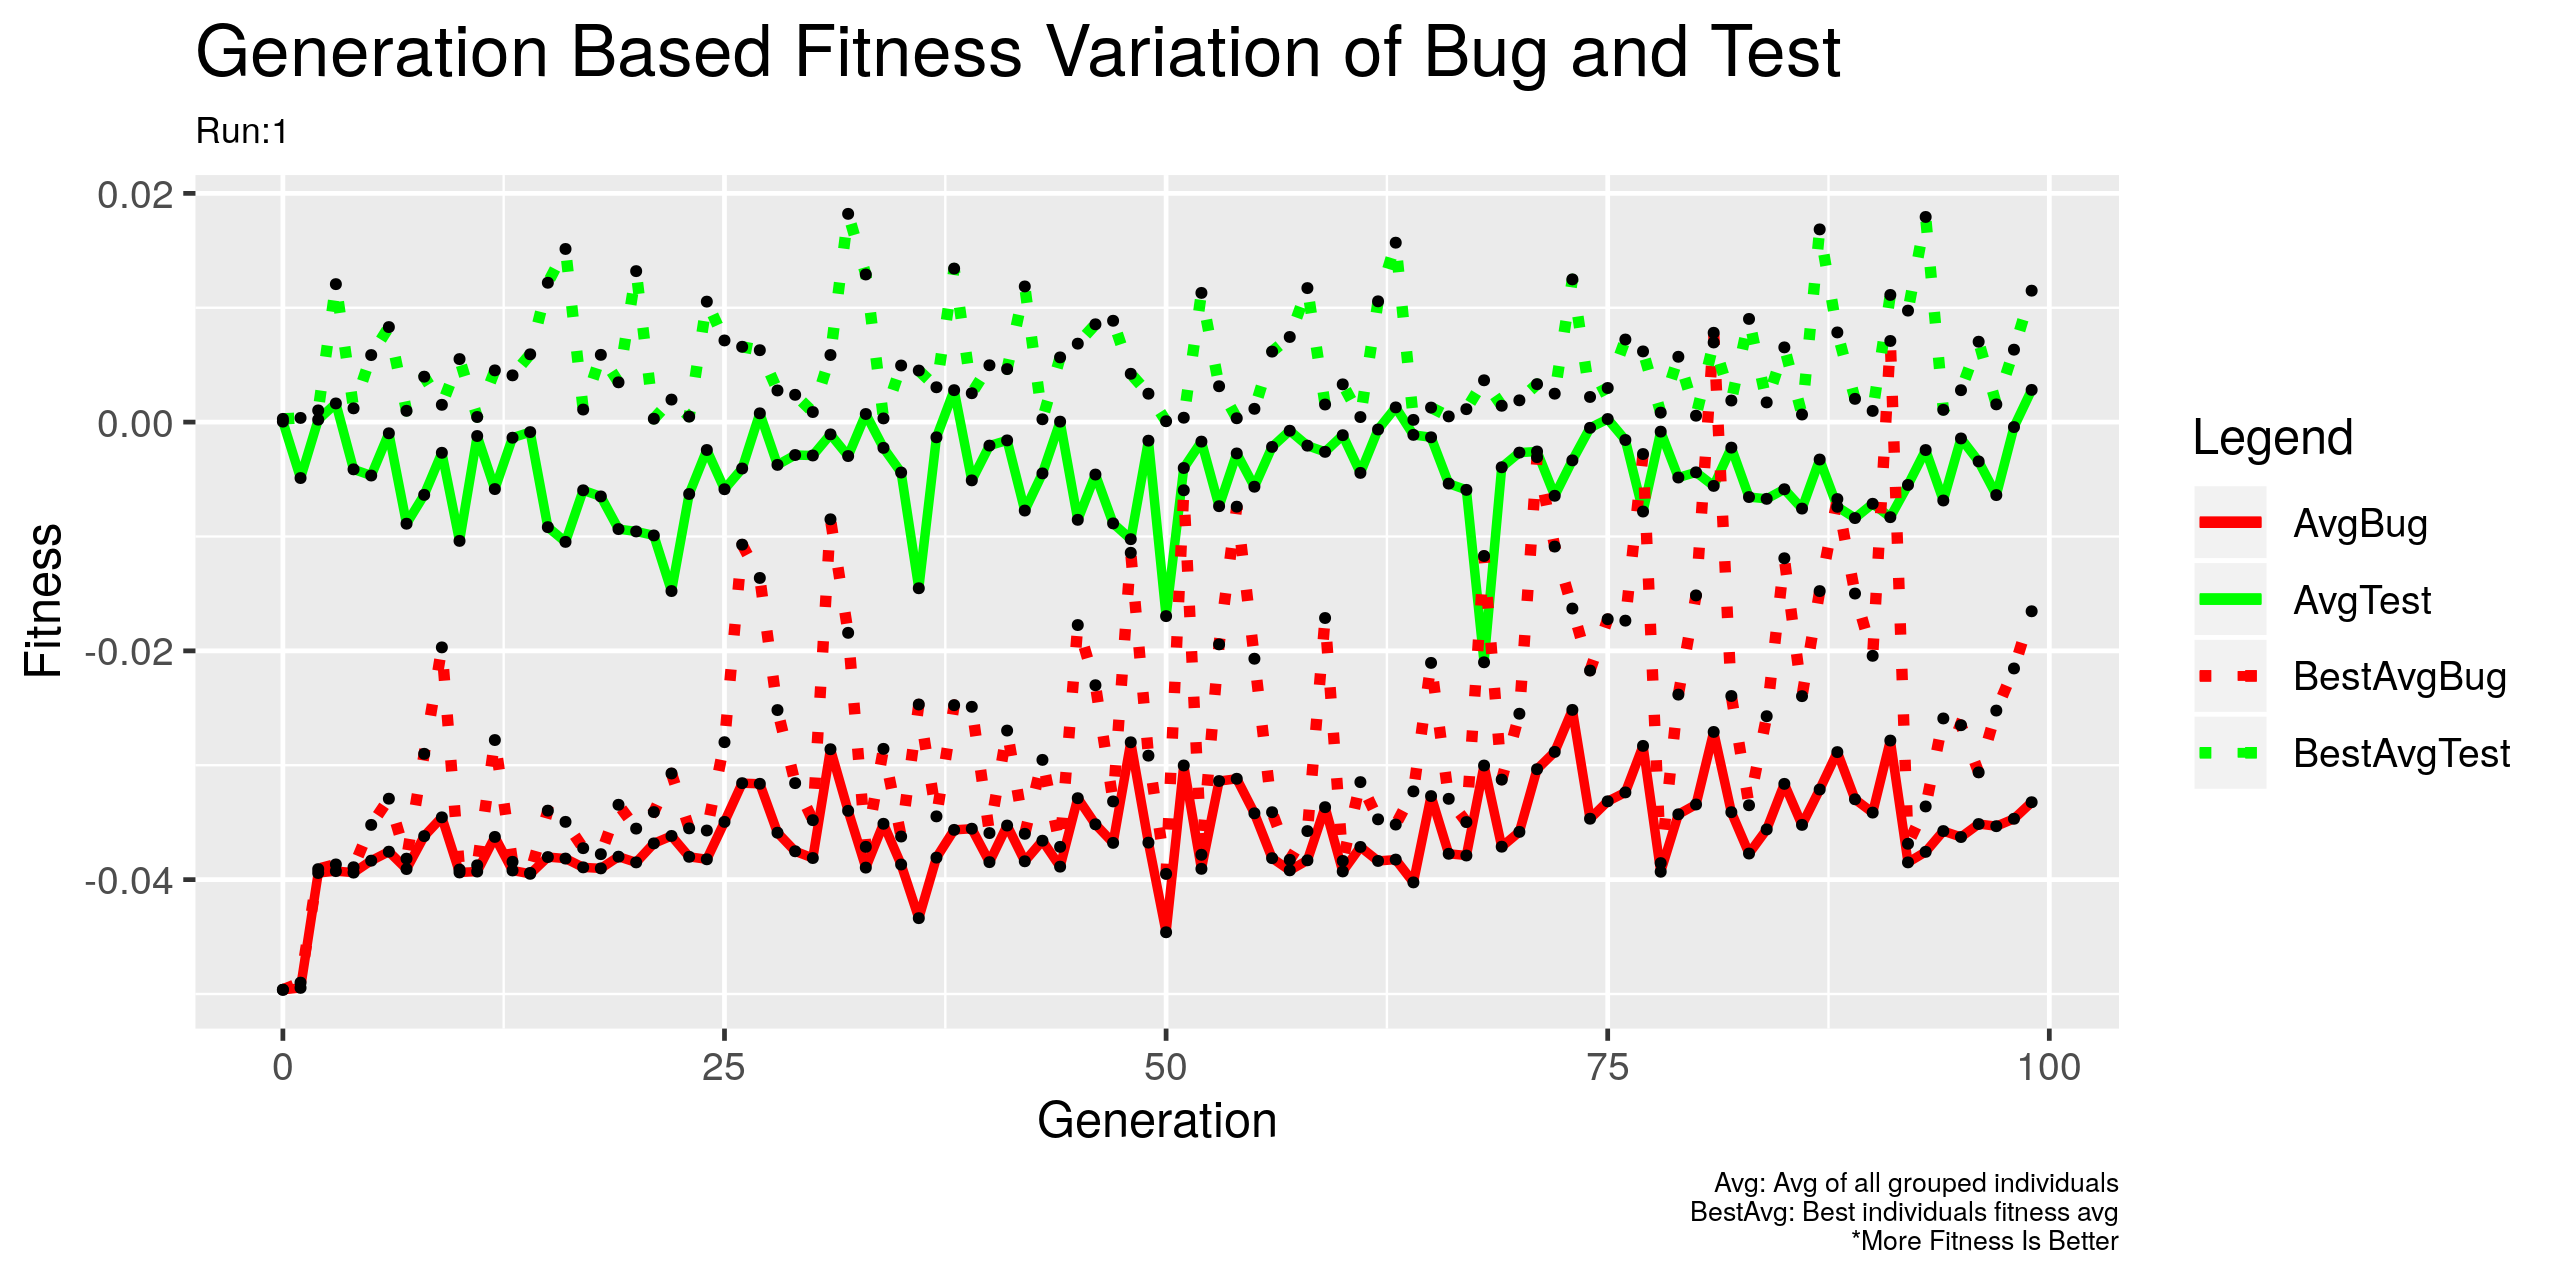 Generation Based Fitness Variation of Bug and Test
Run:1
0.02
0.00
-0.02
-0.04
Fitness
0 25 50 75 100
Generation
Legend
AvgBug
AvgTest
BestAvgBug
BestAvgTest
Avg: Avg of all grouped individuals
BestAvg: Best individuals fitness avg
*More Fitness Is Better